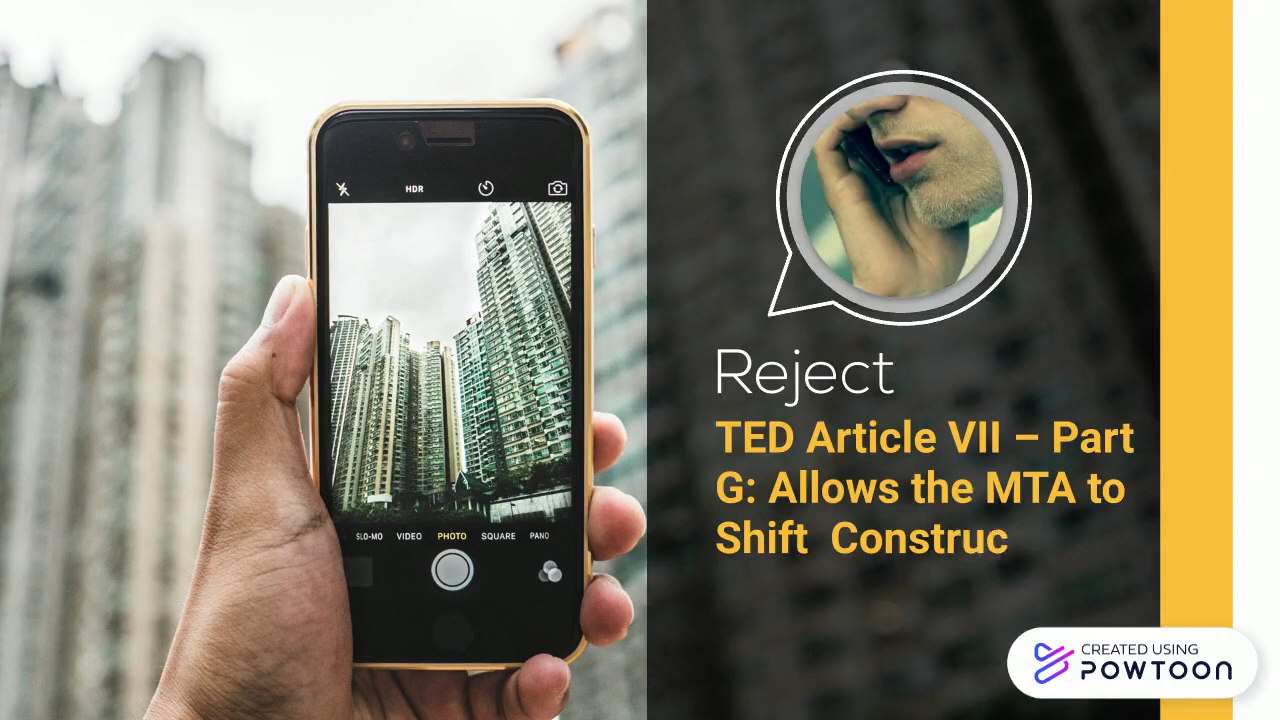 HDR
SLO-MO VIDEO PHOTO SQUARE PANO
Reject
TED Article VII – Part
G: Allows the MTA to
Shift Construc
CREATED USING
POWTOON